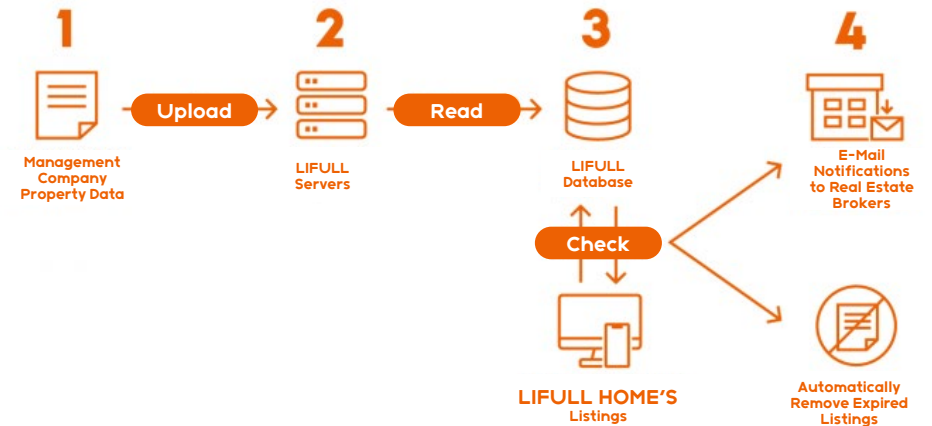 1
2
3
4
Upload
Read
Management
Company
Property Data
LIFULL
Servers
LIFULL
Database
E-Mail
Notifications
to Real Estate
Brokers
Check
LIFULL HOME'S
Listings
Automatically
Remove Expired
Listings